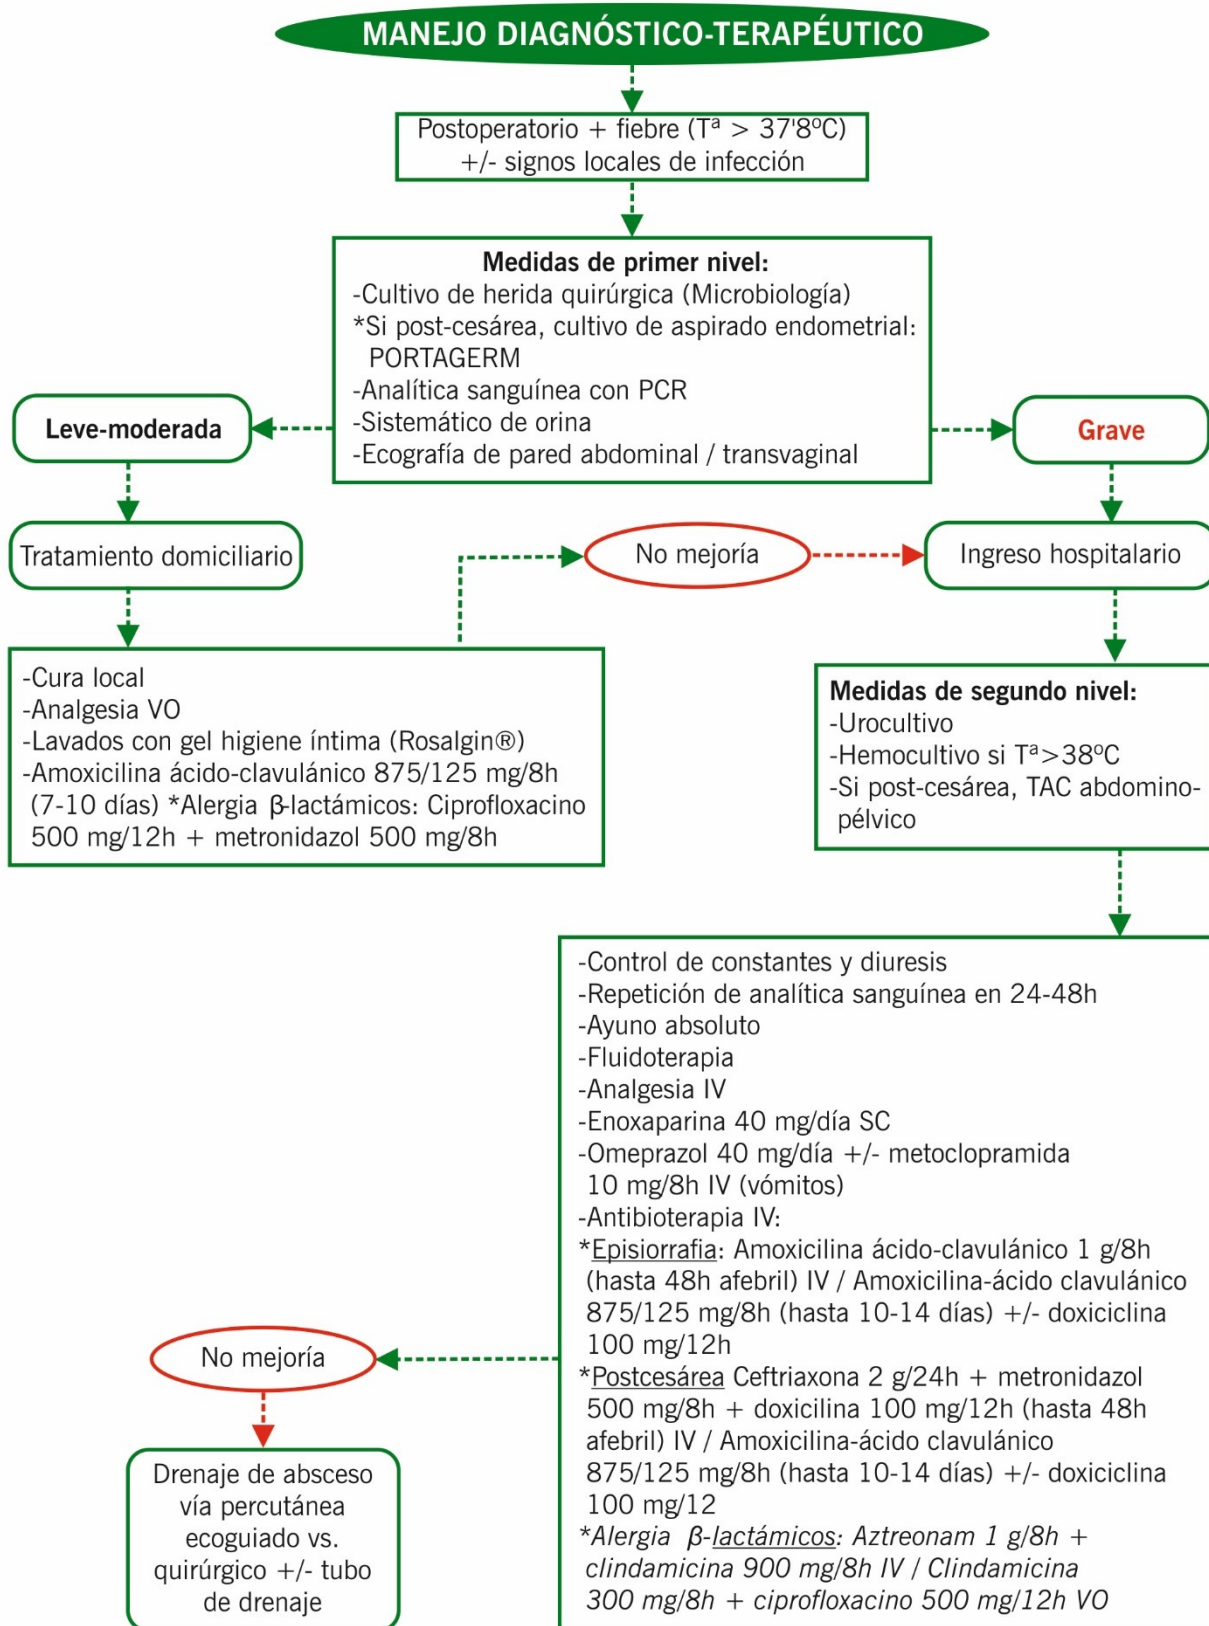 MANEJO DIAGNÓSTICO-TERAPÉUTICO
Postoperatorio + fiebre (Tª > 37'8ºC)
+/- signos locales de infección
Medidas de primer nivel:
-Cultivo de herida quirúrgica (Microbiología)
*Si post-cesárea, cultivo de aspirado endometrial:
PORTAGERM
-Analítica sanguínea con PCR
-Sistemático de orina
-Ecografía de pared abdominal / transvaginal
Leve-moderada
Grave
Tratamiento domiciliario
No mejoría
Ingreso hospitalario
-Cura local
-Analgesia VO
-Lavados con gel higiene íntima (Rosalgin®)
-Amoxicilina ácido-clavulánico 875/125 mg/8h
(7-10 días) *Alergia β-lactámicos: Ciprofloxacino
500 mg/12h + metronidazol 500 mg/8h
Medidas de segundo nivel:
-Urocultivo
-Hemocultivo si Tª>38ºC
-Si post-cesárea, TAC abdomino-
pélvico
-Control de constantes y diuresis
-Repetición de analítica sanguínea en 24-48h
-Ayuno absoluto
-Fluidoterapia
-Analgesia IV
-Enoxaparina 40 mg/día SC
-Omeprazol 40 mg/día +/- metoclopramida
10 mg/8h IV (vómitos)
-Antibioterapia IV:
*Episiorrafia: Amoxicilina ácido-clavulánico 1 g/8h
(hasta 48h afebril) IV / Amoxicilina-ácido clavulánico
875/125 mg/8h (hasta 10-14 días) +/- doxiciclina
100 mg/12h
*Postcesárea Ceftriaxona 2 g/24h + metronidazol
500 mg/8h + doxicilina 100 mg/12h (hasta 48h
afebril) IV / Amoxicilina-ácido clavulánico
875/125 mg/8h (hasta 10-14 días) +/- doxiciclina
100 mg/12
*Alergia β-lactámicos: Aztreonam 1 g/8h +
clindamicina 900 mg/8h IV / Clindamicina
300 mg/8h + ciprofloxacino 500 mg/12h VO
No mejoría
Drenaje de absceso
vía percutánea
ecoguiado vs.
quirúrgico +/- tubo
de drenaje